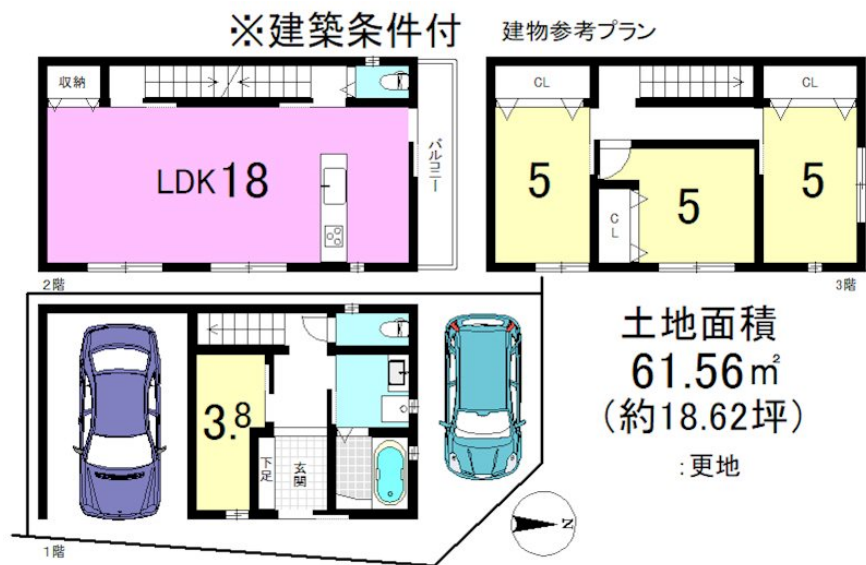 ※建築条件付 建物参考プラン
収納
LDK18
バルコニー
2階
CL
CL
5
5
5
CL
3階
3.8
下足
玄関
1階
土地面積
61.56㎡
(約18.62坪)
:更地
N